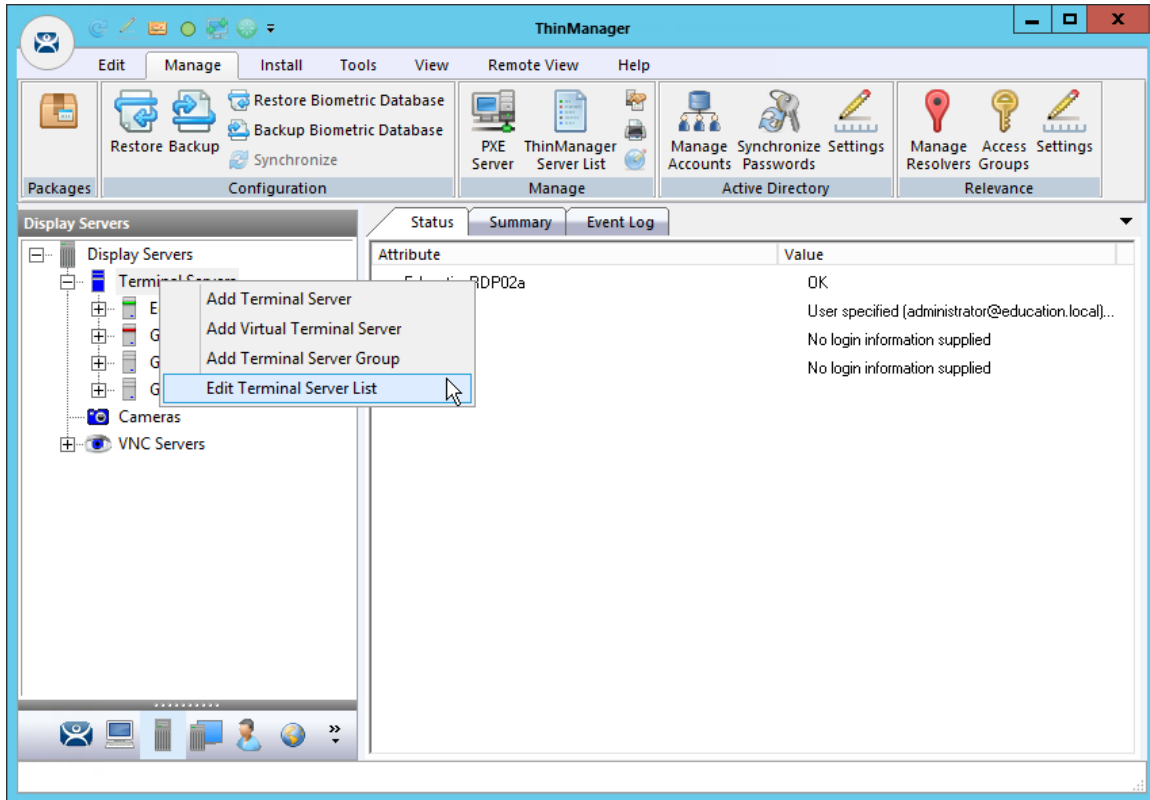 ThinManager
Edit Manage Install Tools View Remote View Help
Restore Biometric Database
Backup Biometric Database
Synchronize
Restore Backup
PXE Server
ThinManager Server List
Manage Accounts
Synchronize Passwords
Settings
Manage Resolvers
Access Groups
Settings
Packages Configuration Manage Active Directory Relevance
Display Servers
Status Summary Event Log
Attribute Value
Display Servers
Terminal Servers
RDP02a OK
User specified (administrator@education.local)...
No login information supplied
No login information supplied
E
G
G
G
Add Terminal Server
Add Virtual Terminal Server
Add Terminal Server Group
Edit Terminal Server List
Cameras
VNC Servers